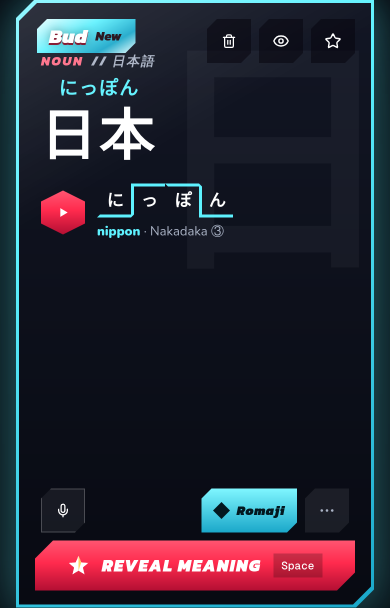 Bud New
NOUN // 日本語
にっぽん
日本
にっぽん
nippon · Nakadaka ③
Romaji
REVEAL MEANING Space